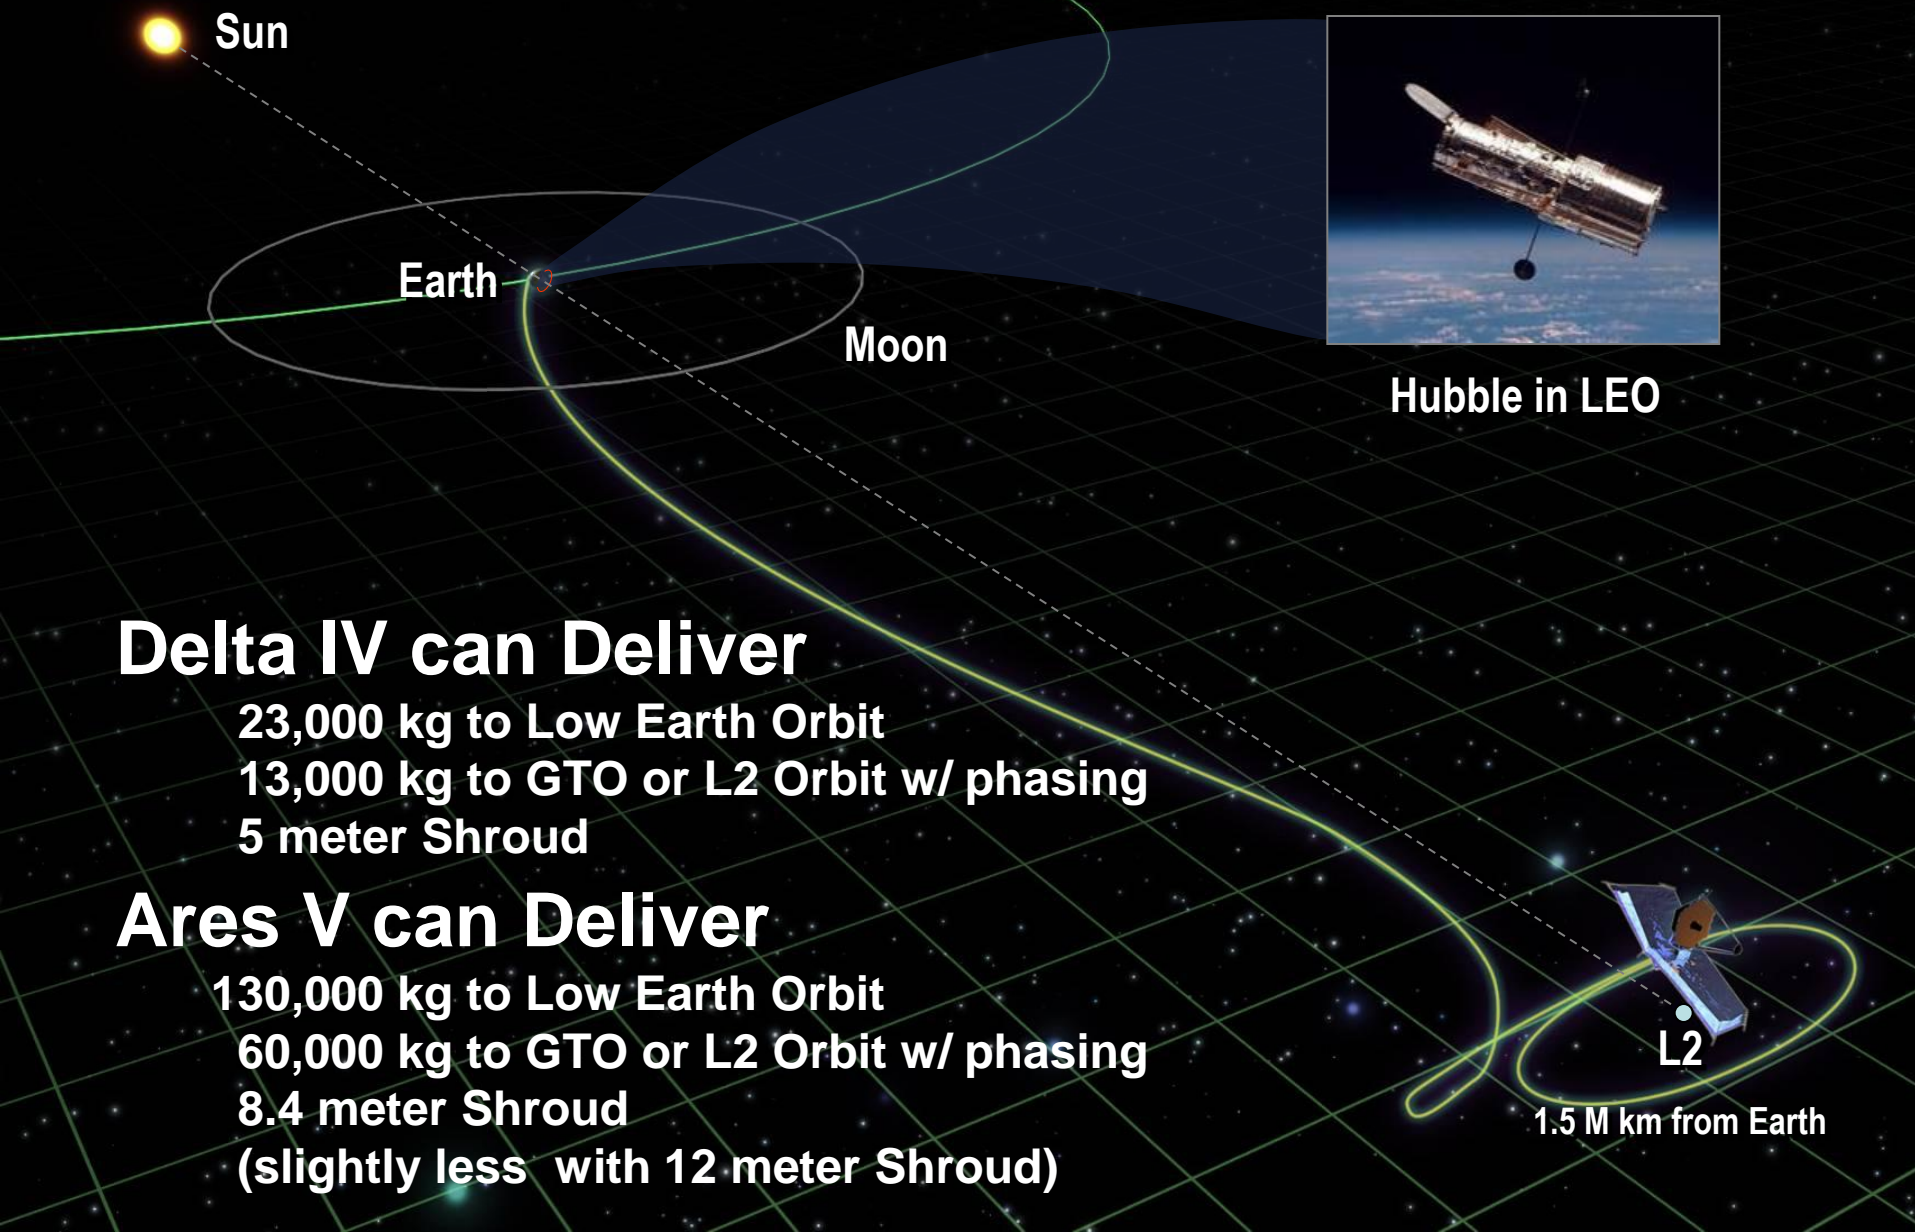 Sun
Earth
Moon
Hubble in LEO
Delta IV can Deliver
23,000 kg to Low Earth Orbit
13,000 kg to GTO or L2 Orbit w/ phasing
5 meter Shroud
Ares V can Deliver
130,000 kg to Low Earth Orbit
60,000 kg to GTO or L2 Orbit w/ phasing
8.4 meter Shroud
(slightly less with 12 meter Shroud)
L2
1.5 M km from Earth